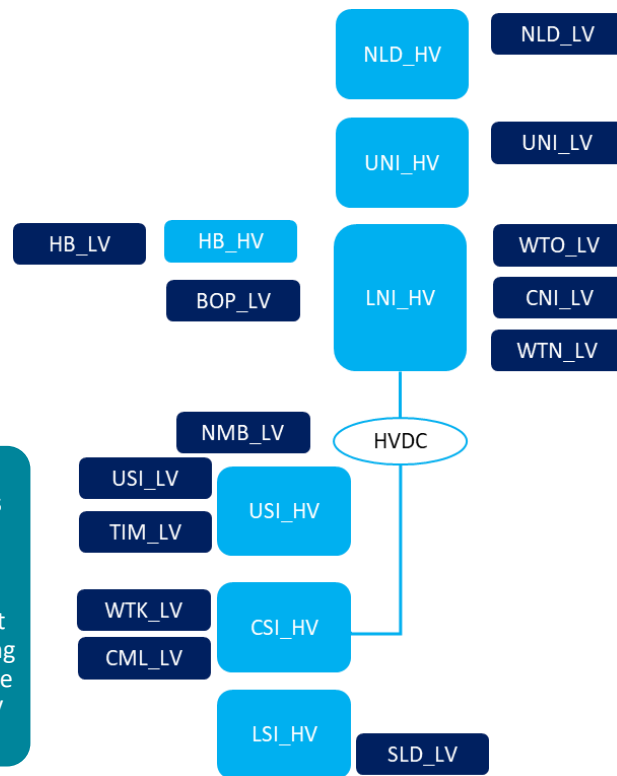 NLD_HV
NLD_LV
UNI_HV
UNI_LV
HB_LV
HB_HV
LNI_HV
WTO_LV
BOP_LV
CNI_LV
WTN_LV
NMB_LV
HVDC
USI_LV
USI_HV
TIM_LV
WTK_LV
CSI_HV
CML_LV
LSI_HV
SLD_LV